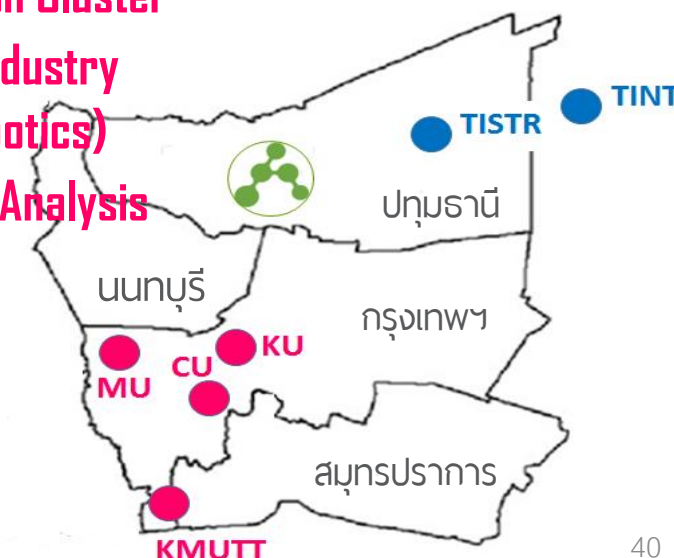 on Cluster
dustry
otics)
Analysis
TISTR
TINT
ปทุมธานี
นนทบุรี
กรุงเทพฯ
KU
CU
MU
สมุทรปราการ
KMUTT
40